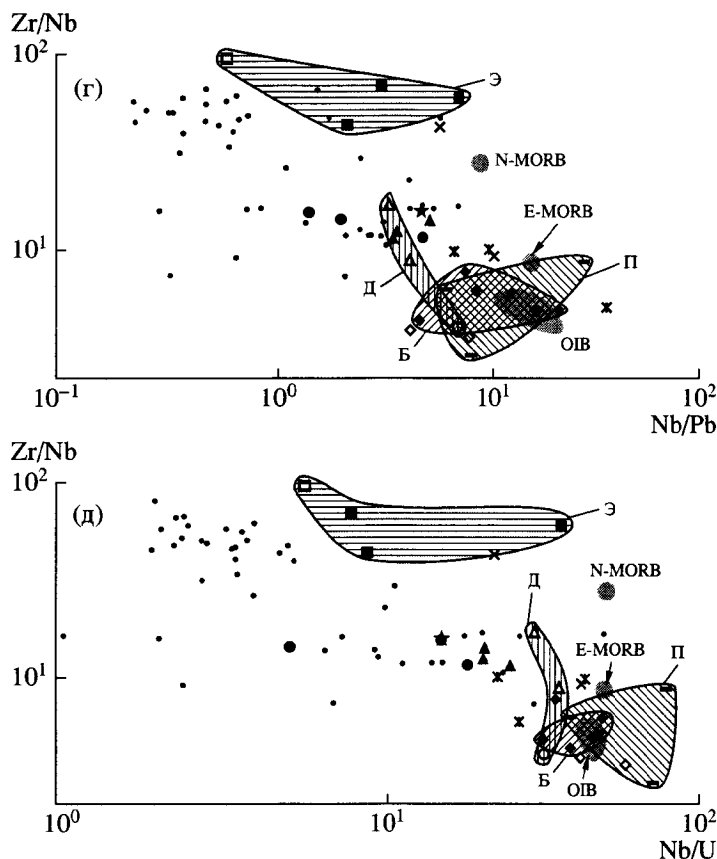 Zr/Nb
10²
(г)
Э
N-MORB
E-MORB
10¹
П
Д
Б
OIB
10⁻¹
10⁰
10¹
10²
Nb/Pb
Zr/Nb
10²
(д)
Э
N-MORB
Д
E-MORB
П
10¹
Б
OIB
10⁰
10¹
10²
Nb/U